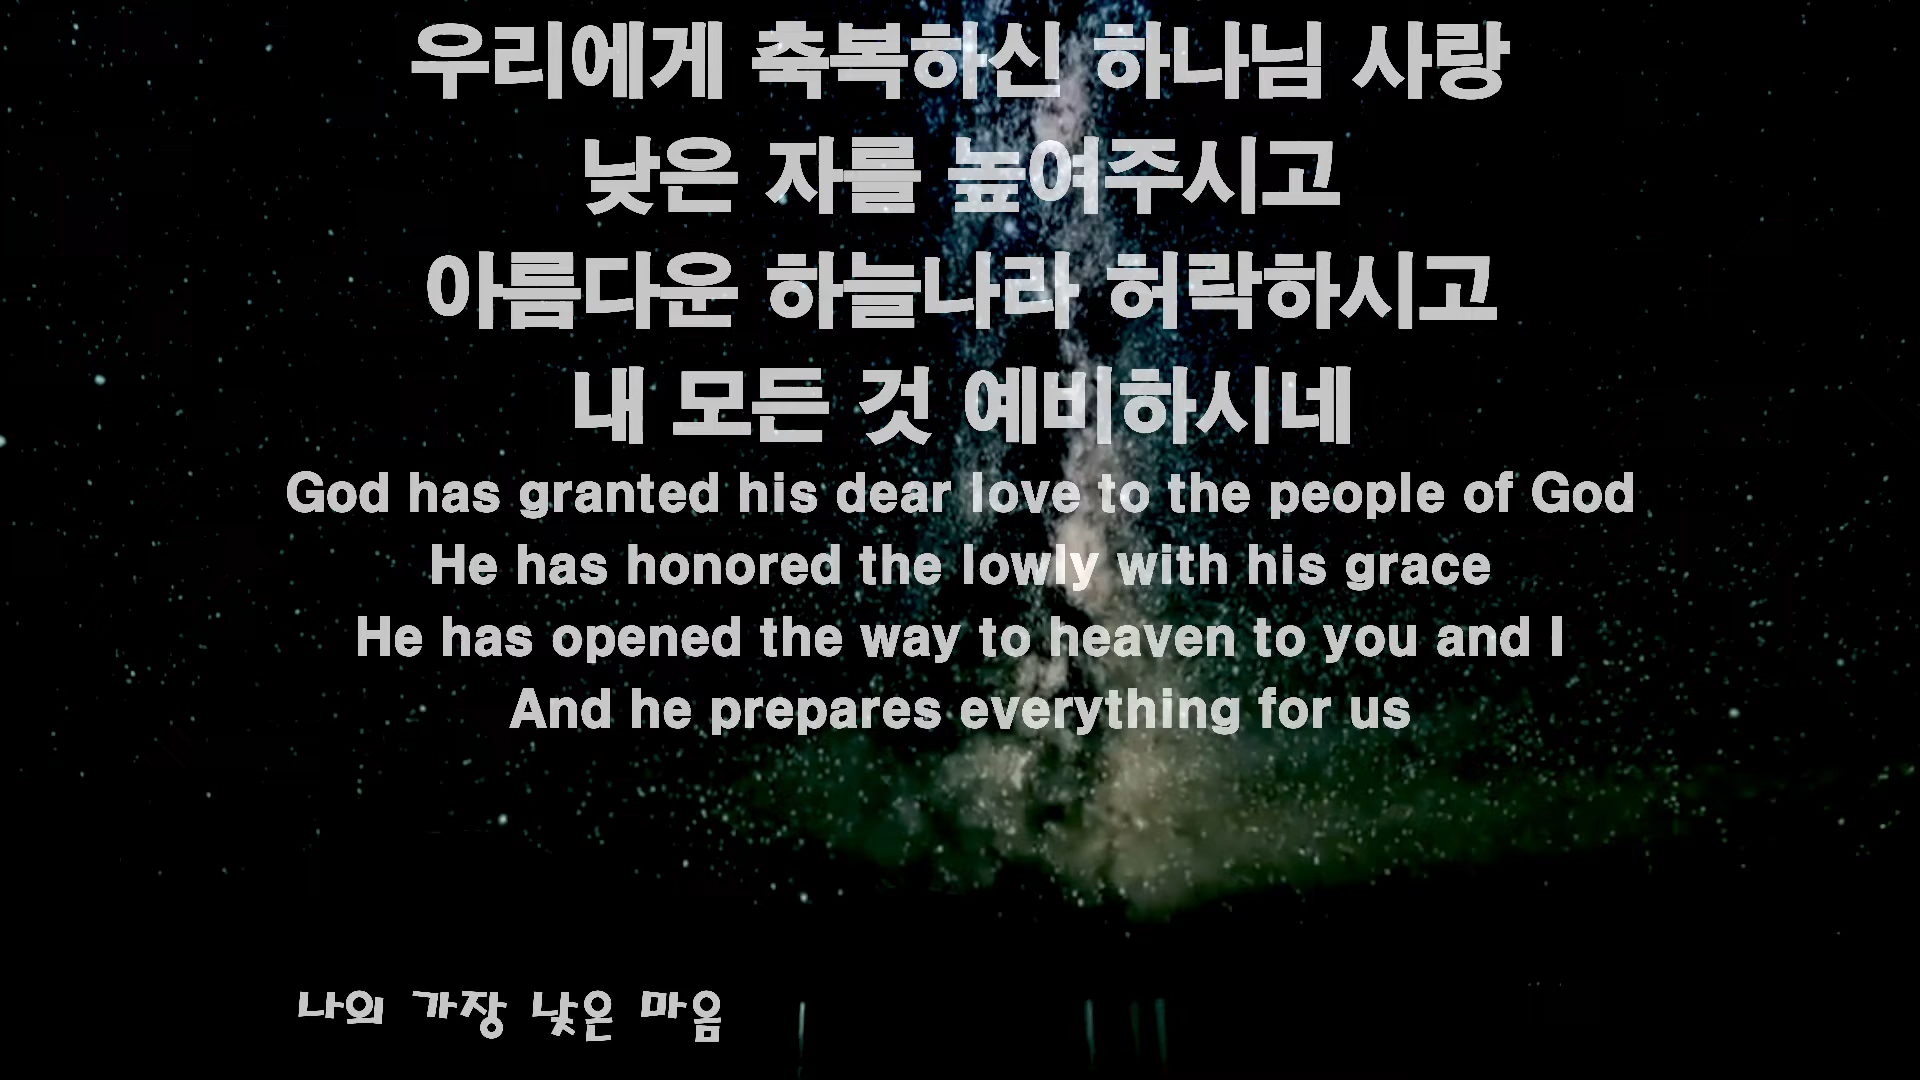 우리에게 축복하신 하나님 사랑
낮은 자를 높여주시고
아름다운 하늘나라 허락하시고
내 모든 것 예비하시네
God has granted his dear love to the people of God
He has honored the lowly with his grace
He has opened the way to heaven to you and I
And he prepares everything for us
나의 가장 낮은 마음